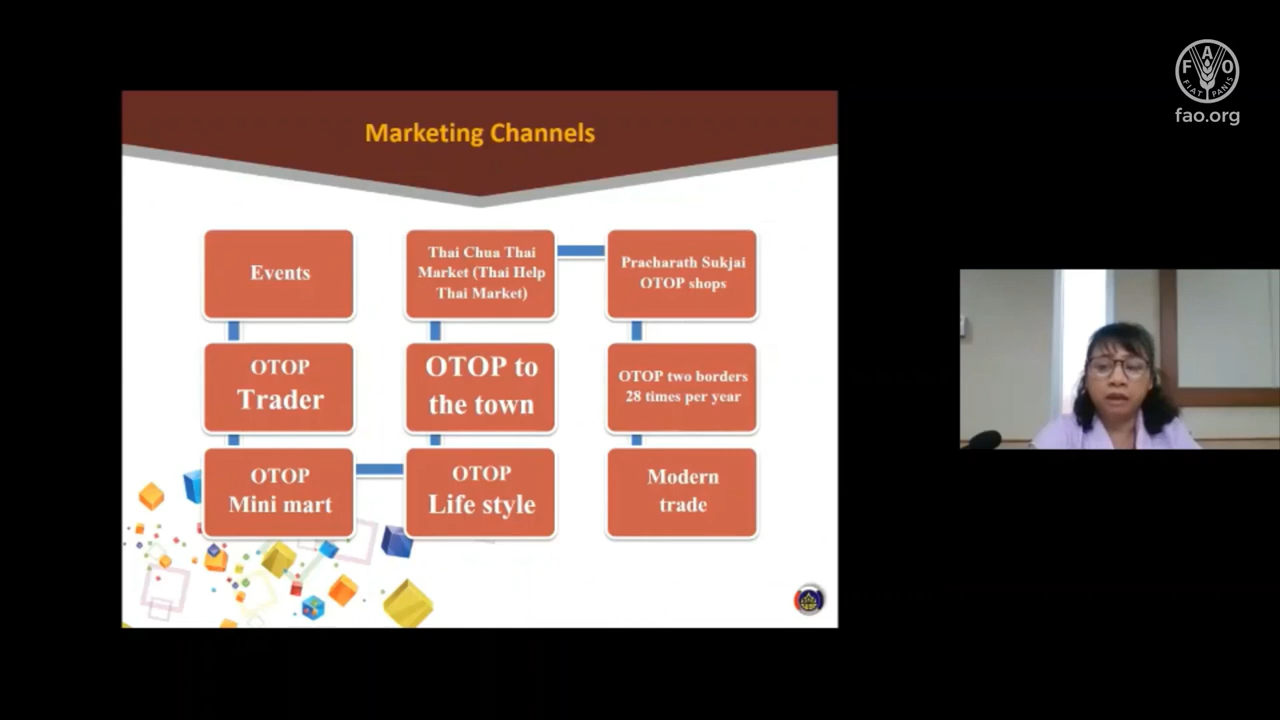 Marketing Channels
Events
Thai Chua Thai
Market (Thai Help
Thai Market)
Pracharath Sukjai
OTOP shops
OTOP
Trader
OTOP to
the town
OTOP two borders
28 times per year
OTOP
Mini mart
OTOP
Life style
Modern
trade
F A O
FIAT PANIS
fao.org